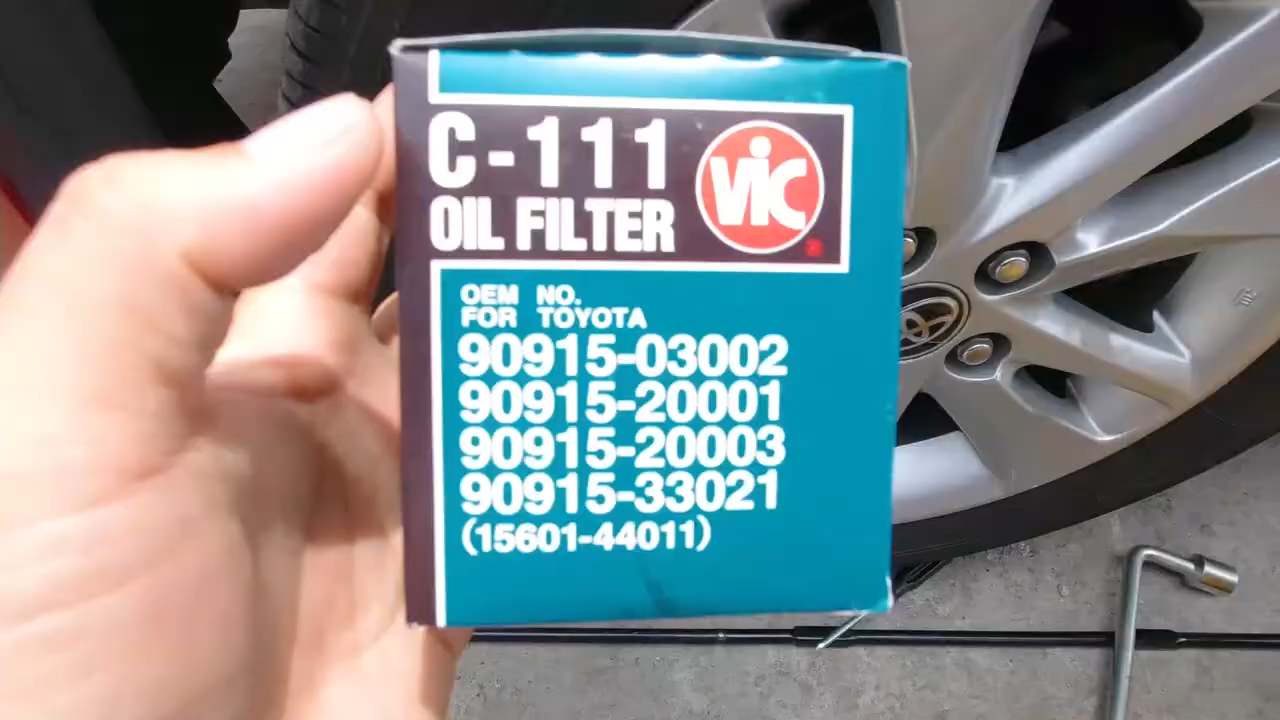 C-111
OIL FILTER
VIC
OEM NO.
FOR TOYOTA
90915-03002
90915-20001
90915-20003
90915-33021
(15601-44011)